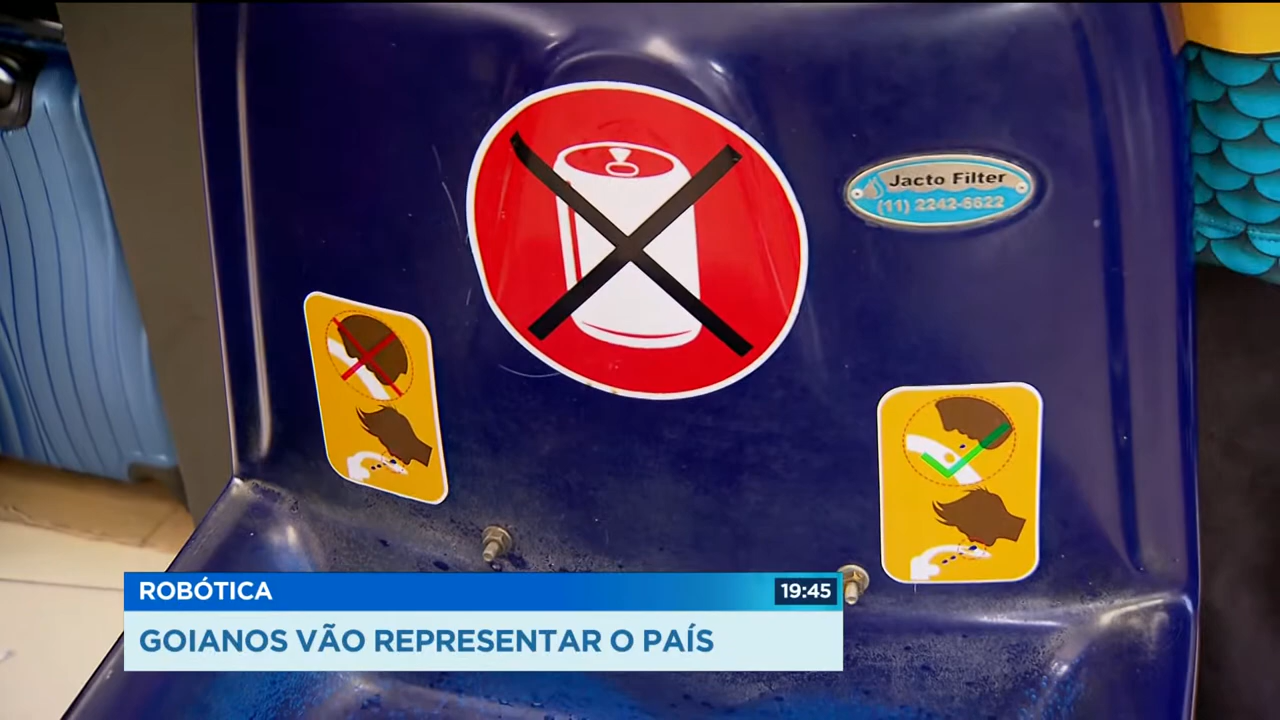 Jacto Filter
(11) 2242-6622
ROBÓTICA
19:45
GOIANOS VÃO REPRESENTAR O PAÍS